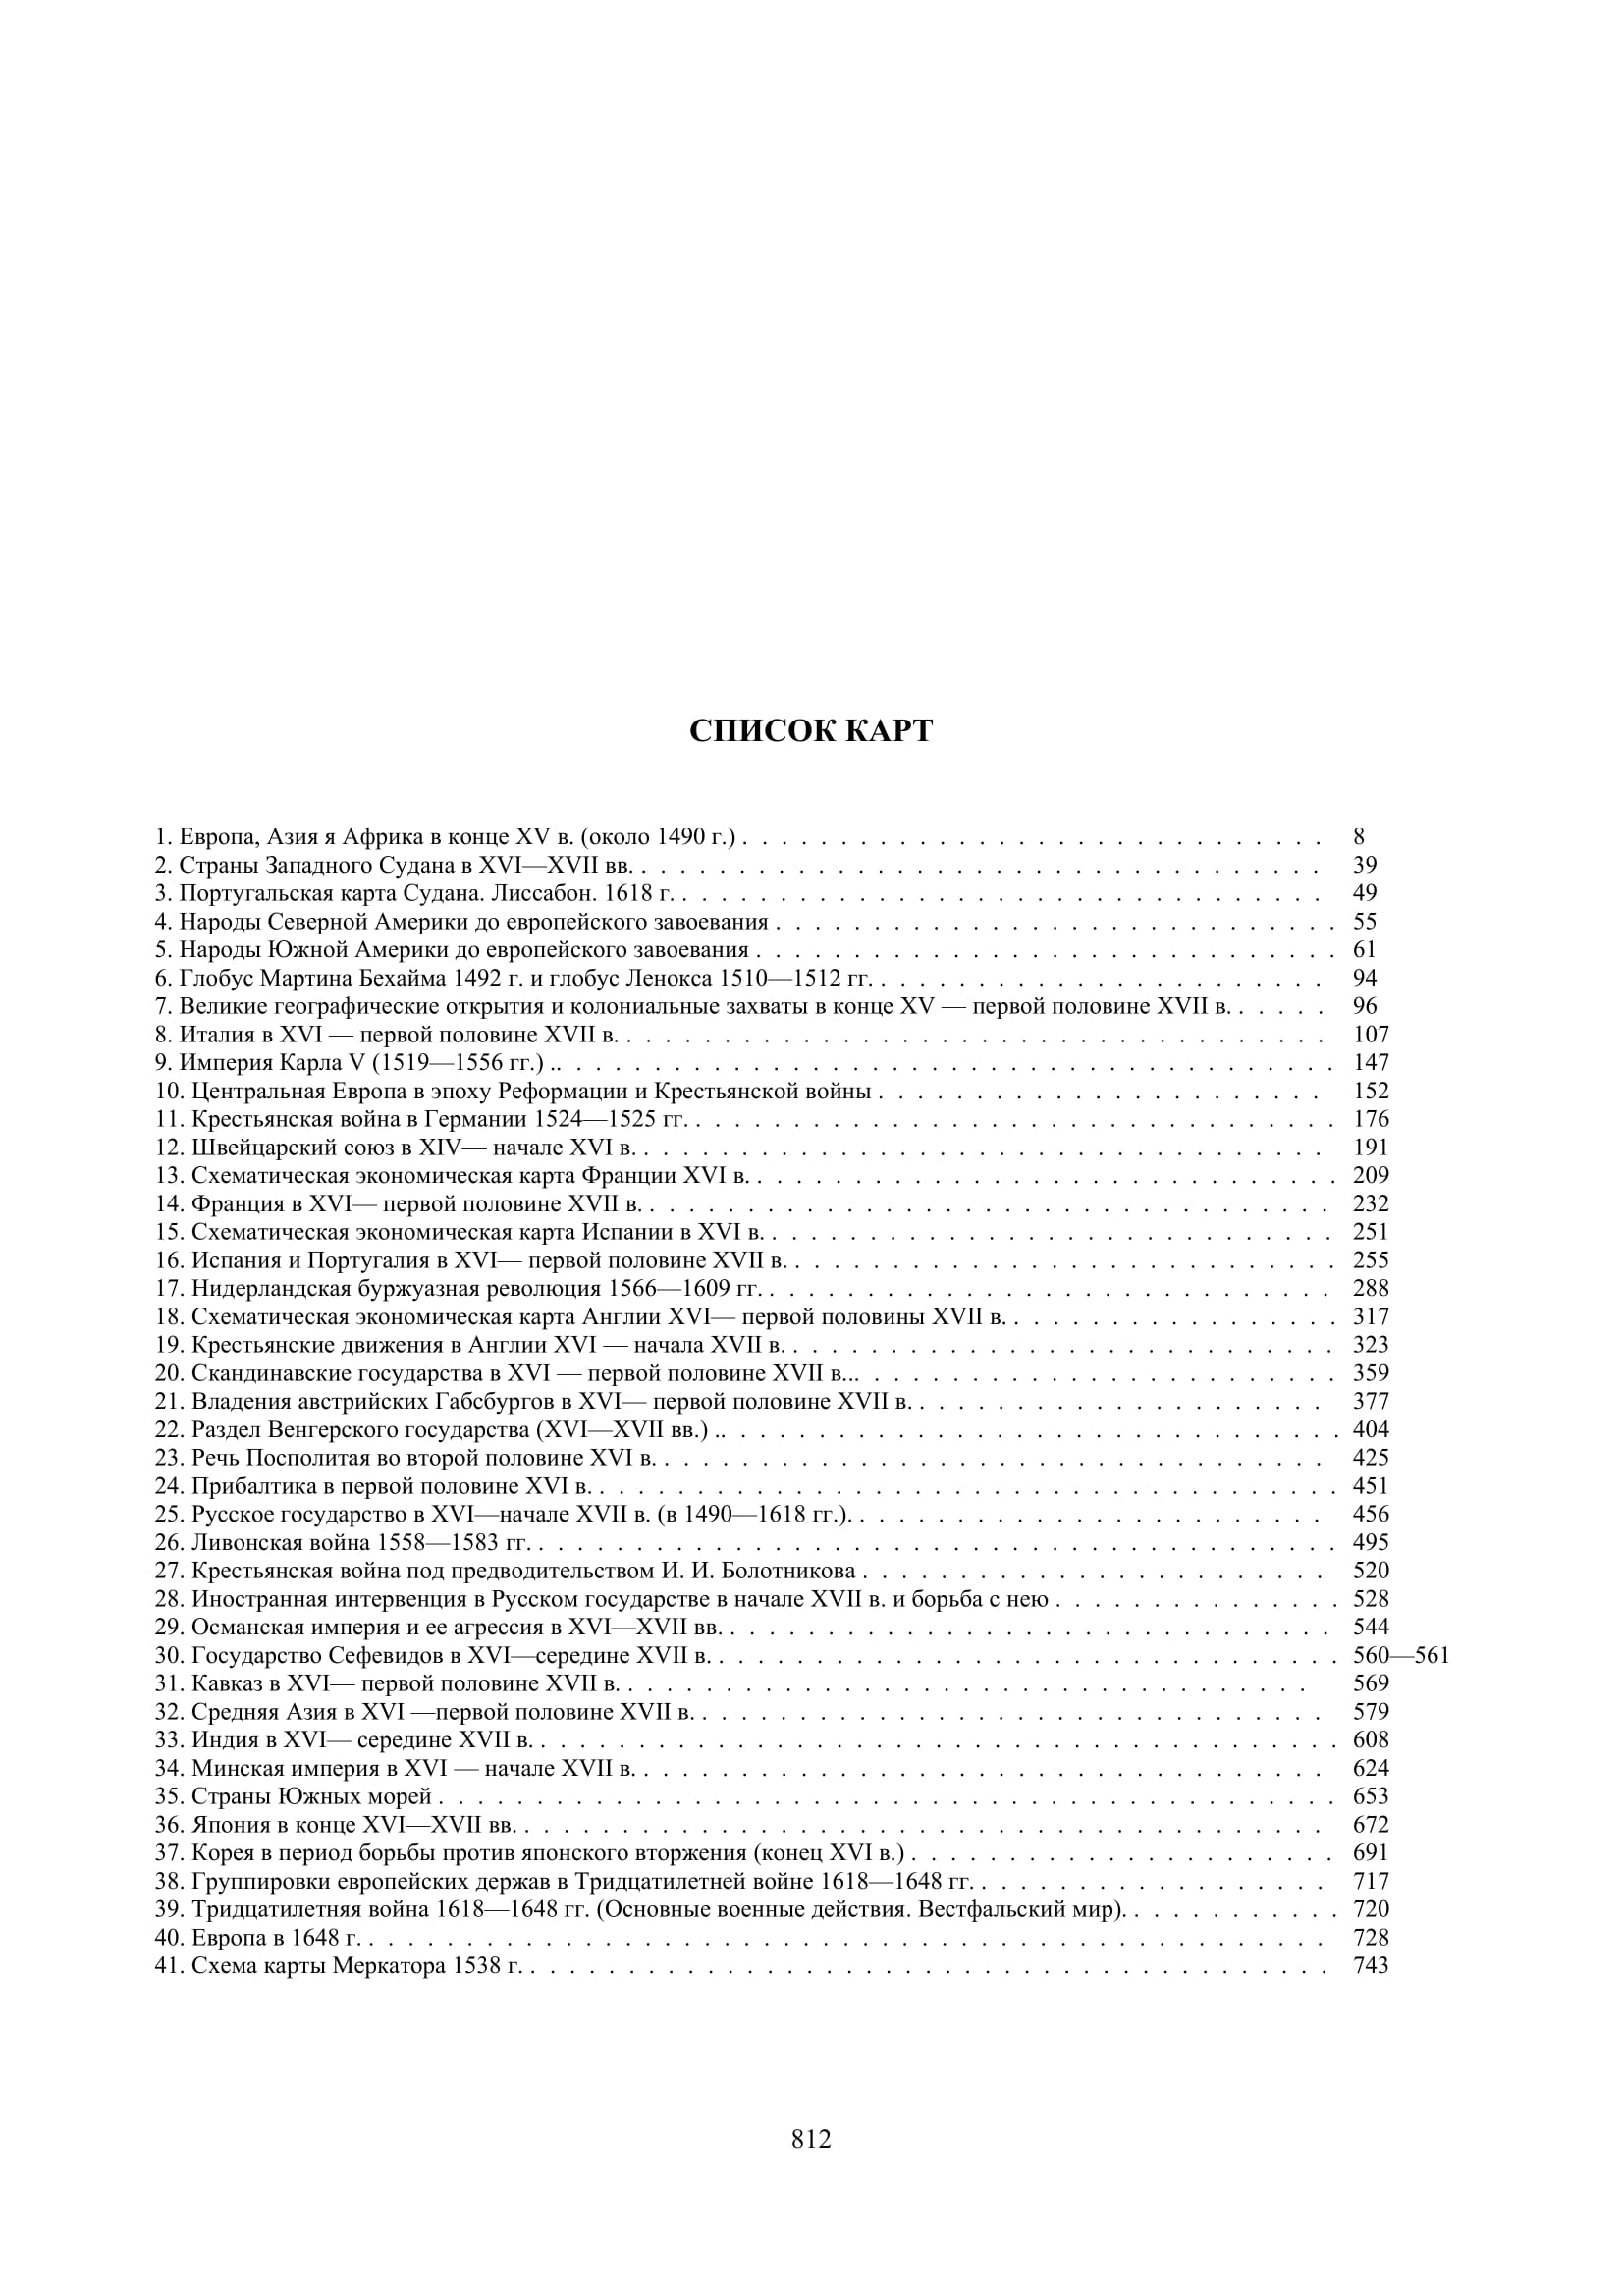 СПИСОК КАРТ
1. Европа, Азия я Африка в конце XV в. (около 1490 г.) . . . . . . . . . . 8
2. Страны Западного Судана в XVI—XVII вв. . . . . . . . . . . 39
3. Португальская карта Судана. Лиссабон. 1618 г. . . . . . . . . . . 49
4. Народы Северной Америки до европейского завоевания . . . . . . . . . . 55
5. Народы Южной Америки до европейского завоевания . . . . . . . . . . 61
6. Глобус Мартина Бехайма 1492 г. и глобус Ленокса 1510—1512 гг. . . . . . . . . . . 94
7. Великие географические открытия и колониальные захваты в конце XV — первой половине XVII в. . . . . . 96
8. Италия в XVI — первой половине XVII в. . . . . . . . . . . 107
9. Империя Карла V (1519—1556 гг.) .. . . . . . . . . . 147
10. Центральная Европа в эпоху Реформации и Крестьянской войны . . . . . . . . . . 152
11. Крестьянская война в Германии 1524—1525 гг. . . . . . . . . . . 176
12. Швейцарский союз в XIV— начале XVI в. . . . . . . . . . . 191
13. Схематическая экономическая карта Франции XVI в. . . . . . . . . . . 209
14. Франция в XVI— первой половине XVII в. . . . . . . . . . . 232
15. Схематическая экономическая карта Испании в XVI в. . . . . . . . . . . 251
16. Испания и Португалия в XVI— первой половине XVII в. . . . . . . . . . . 255
17. Нидерландская буржуазная революция 1566—1609 гг. . . . . . . . . . . 288
18. Схематическая экономическая карта Англии XVI— первой половины XVII в. . . . . . . . . . . 317
19. Крестьянские движения в Англии XVI — начала XVII в. . . . . . . . . . . 323
20. Скандинавские государства в XVI — первой половине XVII в... . . . . . . . . . . 359
21. Владения австрийских Габсбургов в XVI— первой половине XVII в. . . . . . . . . . . 377
22. Раздел Венгерского государства (XVI—XVII вв.) .. . . . . . . . . . 404
23. Речь Посполитая во второй половине XVI в. . . . . . . . . . . 425
24. Прибалтика в первой половине XVI в. . . . . . . . . . . 451
25. Русское государство в XVI—начале XVII в. (в 1490—1618 гг.). . . . . . . . . . . 456
26. Ливонская война 1558—1583 гг. . . . . . . . . . . 495
27. Крестьянская война под предводительством И. И. Болотникова . . . . . . . . . . 520
28. Иностранная интервенция в Русском государстве в начале XVII в. и борьба с нею . . . . . . . . . . 528
29. Османская империя и ее агрессия в XVI—XVII вв. . . . . . . . . . . 544
30. Государство Сефевидов в XVI—середине XVII в. . . . . . . . . . . 560—561
31. Кавказ в XVI— первой половине XVII в. . . . . . . . . . . 569
32. Средняя Азия в XVI —первой половине XVII в. . . . . . . . . . . 579
33. Индия в XVI— середине XVII в. . . . . . . . . . . 608
34. Минская империя в XVI — начале XVII в. . . . . . . . . . . 624
35. Страны Южных морей . . . . . . . . . . 653
36. Япония в конце XVI—XVII вв. . . . . . . . . . . 672
37. Корея в период борьбы против японского вторжения (конец XVI в.) . . . . . . . . . . 691
38. Группировки европейских держав в Тридцатилетней войне 1618—1648 гг. . . . . . . . . . . 717
39. Тридцатилетняя война 1618—1648 гг. (Основные военные действия. Вестфальский мир). . . . . . . . . . . 720
40. Европа в 1648 г. . . . . . . . . . . 728
41. Схема карты Меркатора 1538 г. . . . . . . . . . . 743
812